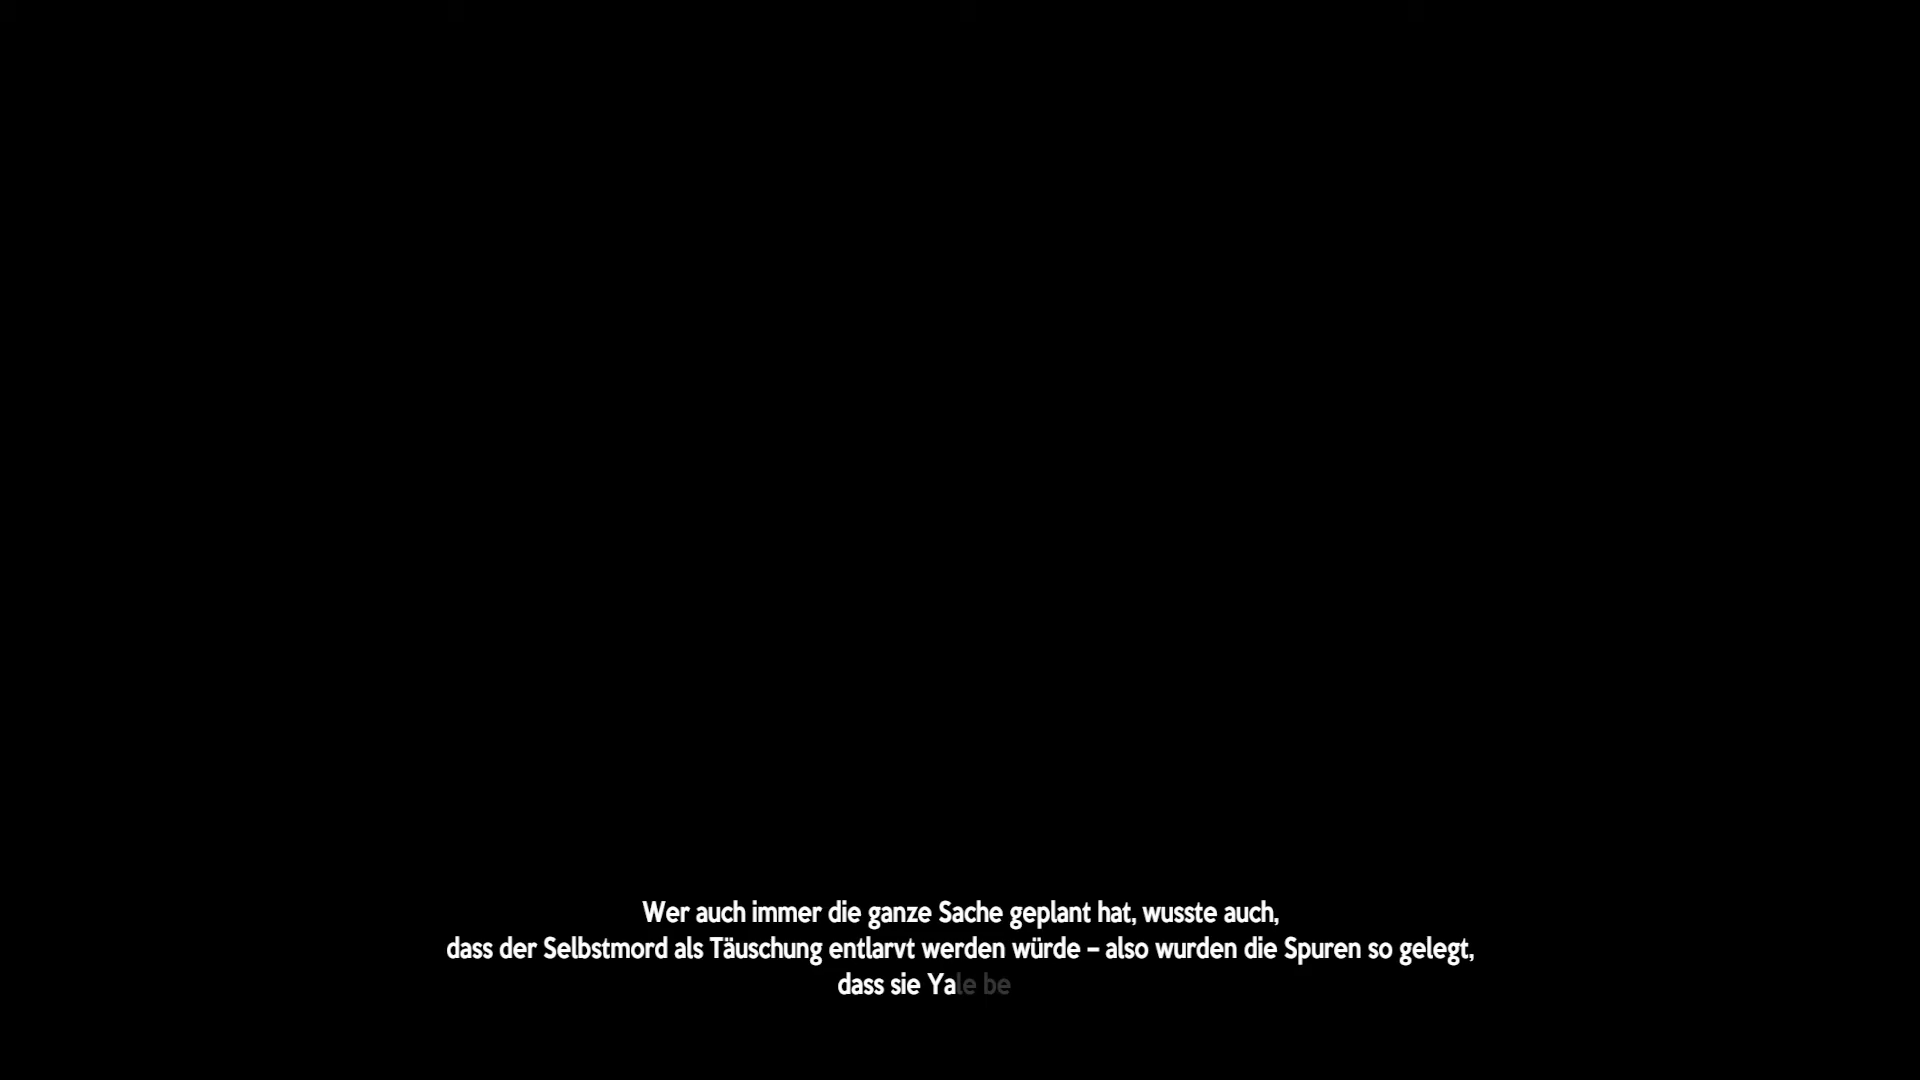 Wer auch immer die ganze Sache geplant hat, wusste auch,
dass der Selbstmord als Täuschung entlarvt werden würde – also wurden die Spuren so gelegt,
dass sie Yale be